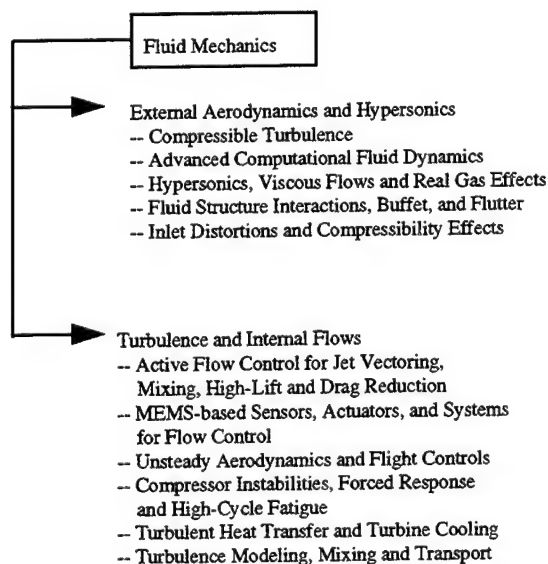 Fluid Mechanics
External Aerodynamics and Hypersonics
-- Compressible Turbulence
-- Advanced Computational Fluid Dynamics
-- Hypersonics, Viscous Flows and Real Gas Effects
-- Fluid Structure Interactions, Buffet, and Flutter
-- Inlet Distortions and Compressibility Effects
Turbulence and Internal Flows
-- Active Flow Control for Jet Vectoring,
Mixing, High-Lift and Drag Reduction
-- MEMS-based Sensors, Actuators, and Systems
for Flow Control
-- Unsteady Aerodynamics and Flight Controls
-- Compressor Instabilities, Forced Response
and High-Cycle Fatigue
-- Turbulent Heat Transfer and Turbine Cooling
-- Turbulence Modeling, Mixing and Transport